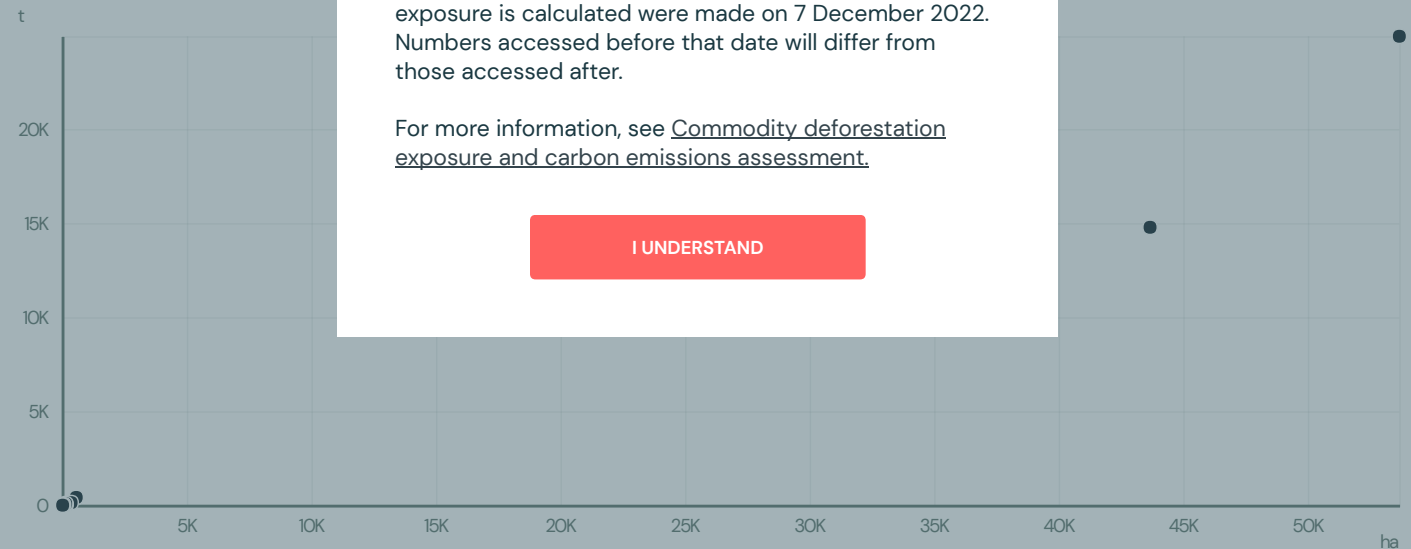 t
exposure is calculated were made on 7 December 2022.
Numbers accessed before that date will differ from
those accessed after.
For more information, see Commodity deforestation
exposure and carbon emissions assessment.
I UNDERSTAND
20K
15K
10K
5K
0
5K 10K 15K 20K 25K 30K 35K 40K 45K 50K
ha